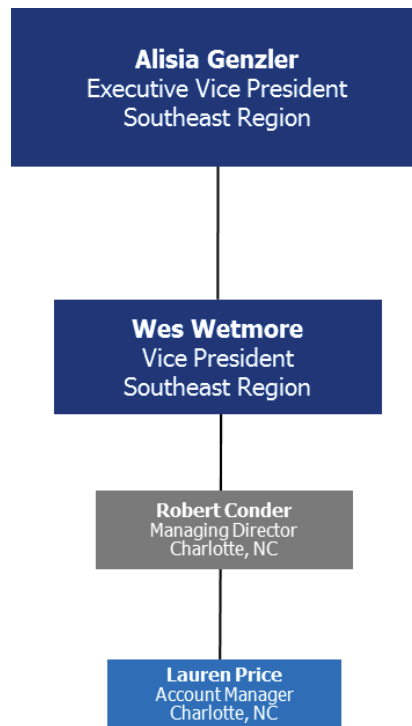 Alisia Genzler
Executive Vice President
Southeast Region
Wes Wetmore
Vice President
Southeast Region
Robert Conder
Managing Director
Charlotte, NC
Lauren Price
Account Manager
Charlotte, NC